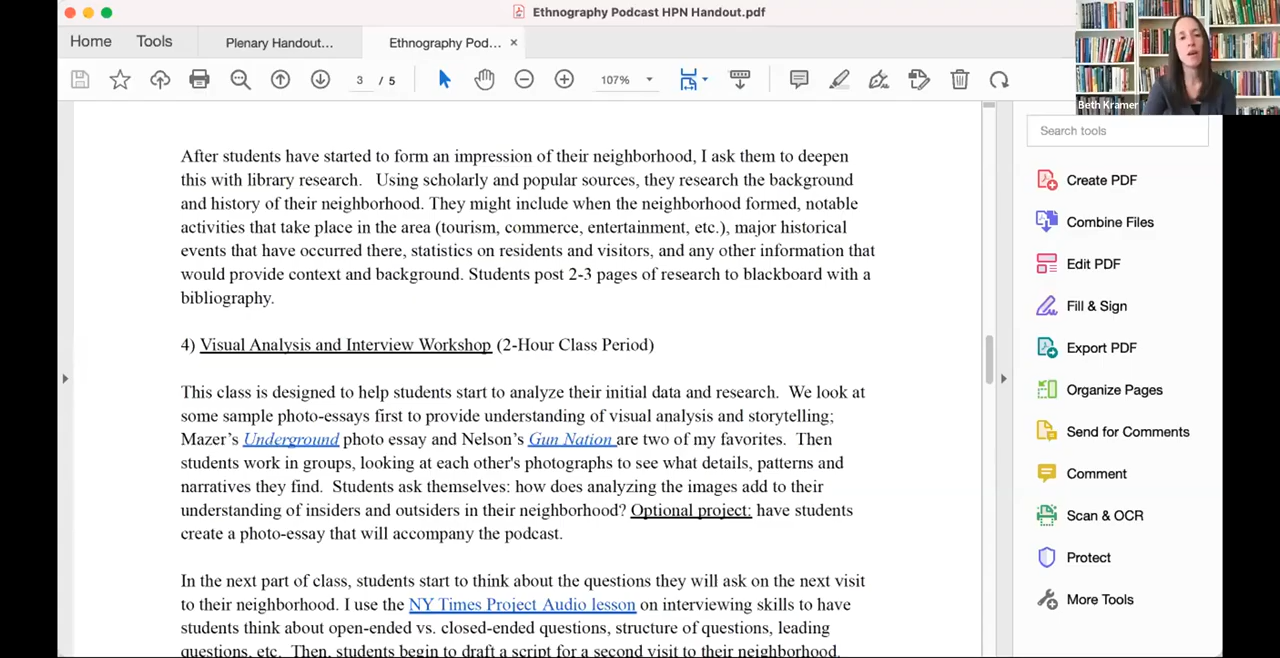 Ethnography Podcast HPN Handout.pdf
Home Tools Plenary Handout... Ethnography Pod... ×
3 / 5 107%
Beth Kramer
Search tools
After students have started to form an impression of their neighborhood, I ask them to deepen
this with library research. Using scholarly and popular sources, they research the background
and history of their neighborhood. They might include when the neighborhood formed, notable
activities that take place in the area (tourism, commerce, entertainment, etc.), major historical
events that have occurred there, statistics on residents and visitors, and any other information that
would provide context and background. Students post 2-3 pages of research to blackboard with a
bibliography.
4) Visual Analysis and Interview Workshop (2-Hour Class Period)
This class is designed to help students start to analyze their initial data and research. We look at
some sample photo-essays first to provide understanding of visual analysis and storytelling;
Mazer's Underground photo essay and Nelson's Gun Nation are two of my favorites. Then
students work in groups, looking at each other's photographs to see what details, patterns and
narratives they find. Students ask themselves: how does analyzing the images add to their
understanding of insiders and outsiders in their neighborhood? Optional project: have students
create a photo-essay that will accompany the podcast.
In the next part of class, students start to think about the questions they will ask on the next visit
to their neighborhood. I use the NY Times Project Audio lesson on interviewing skills to have
students think about open-ended vs. closed-ended questions, structure of questions, leading
questions, etc. Then, students begin to draft a script for a second visit to their neighborhood.
Create PDF
Combine Files
Edit PDF
Fill & Sign
Export PDF
Organize Pages
Send for Comments
Comment
Scan & OCR
Protect
More Tools